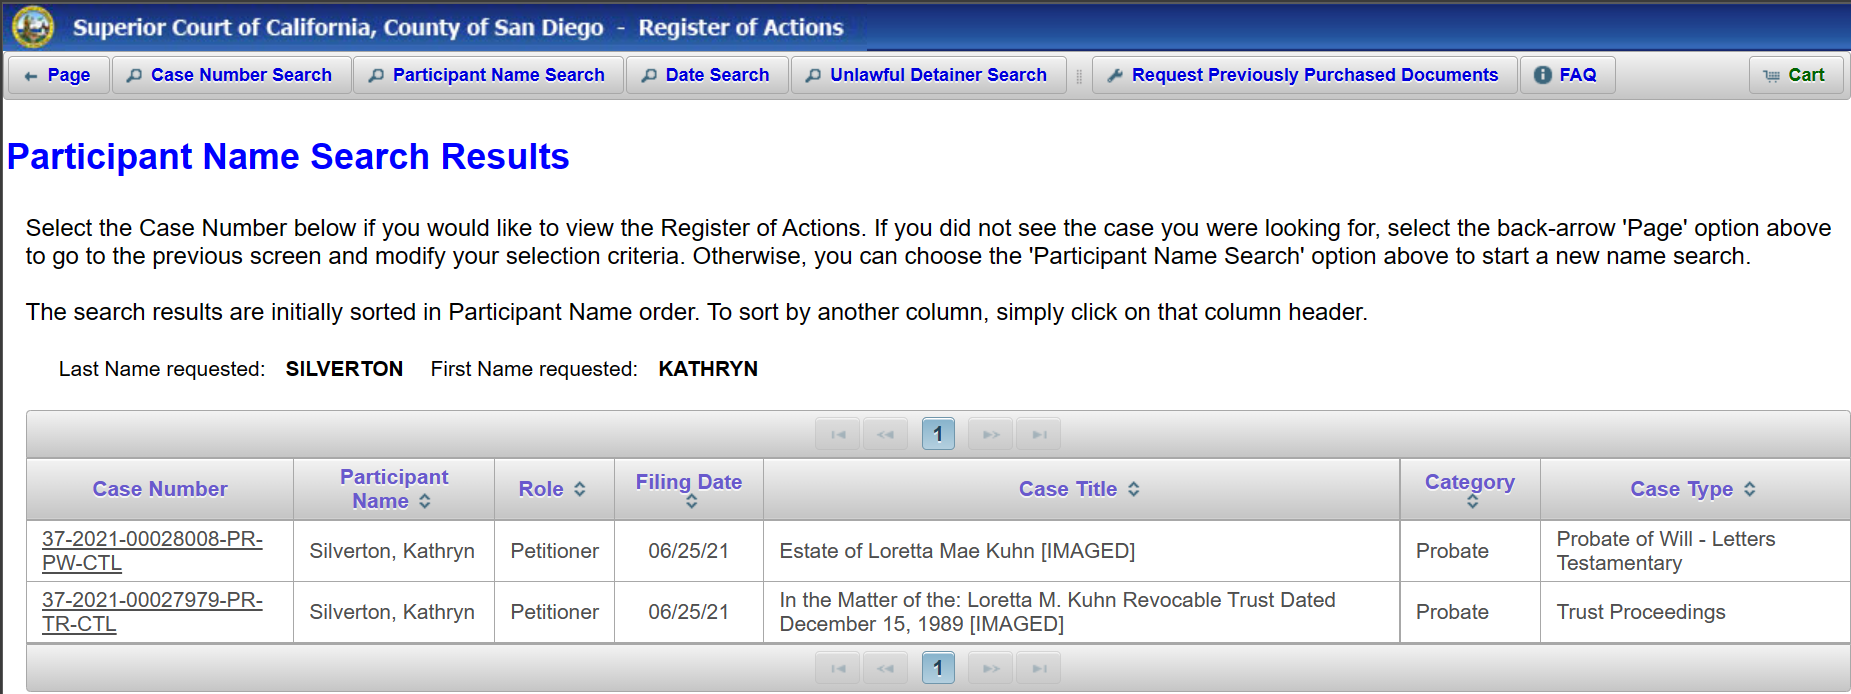 Superior Court of California, County of San Diego - Register of Actions
Page
Case Number Search
Participant Name Search
Date Search
Unlawful Detainer Search
Request Previously Purchased Documents
FAQ
Cart
Participant Name Search Results
Select the Case Number below if you would like to view the Register of Actions. If you did not see the case you were looking for, select the back-arrow 'Page' option above
to go to the previous screen and modify your selection criteria. Otherwise, you can choose the 'Participant Name Search' option above to start a new name search.
The search results are initially sorted in Participant Name order. To sort by another column, simply click on that column header.
Last Name requested: SILVERTON First Name requested: KATHRYN
1
Case Number
Participant
Name
Role
Filing Date
Case Title
Category
Case Type
37-2021-00028008-PR-
PW-CTL
Silverton, Kathryn
Petitioner
06/25/21
Estate of Loretta Mae Kuhn [IMAGED]
Probate
Probate of Will - Letters
Testamentary
37-2021-00027979-PR-
TR-CTL
Silverton, Kathryn
Petitioner
06/25/21
In the Matter of the: Loretta M. Kuhn Revocable Trust Dated
December 15, 1989 [IMAGED]
Probate
Trust Proceedings
1